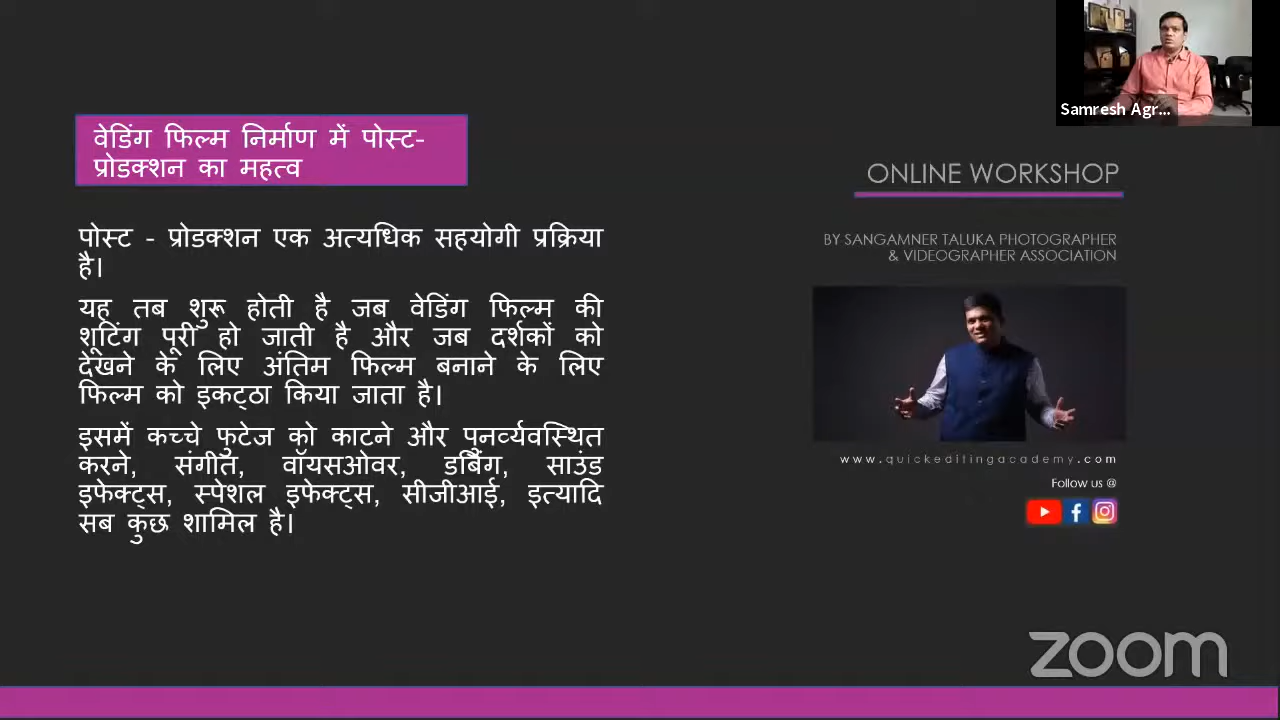 Samresh Agr...
वेडिंग फिल्म निर्माण में पोस्ट-
प्रोडक्शन का महत्व
ONLINE WORKSHOP
पोस्ट - प्रोडक्शन एक अत्यधिक सहयोगी प्रक्रिया
है।
यह तब शुरू होती है जब वेडिंग फिल्म की
शूटिंग पूरी हो जाती है और जब दर्शकों को
देखने के लिए अंतिम फिल्म बनाने के लिए
फिल्म को इकट्ठा किया जाता है।
इसमें कच्चे फुटेज को काटने और पुनर्व्यवस्थित
करने, संगीत, वॉयसओवर, डबिंग, साउंड
इफेक्ट्स, स्पेशल इफेक्ट्स, सीजीआई, इत्यादि
सब कुछ शामिल है।
BY SANGAMNER TALUKA PHOTOGRAPHER
& VIDEOGRAPHER ASSOCIATION
www.quickeditingacademy.com
Follow us @
zoom